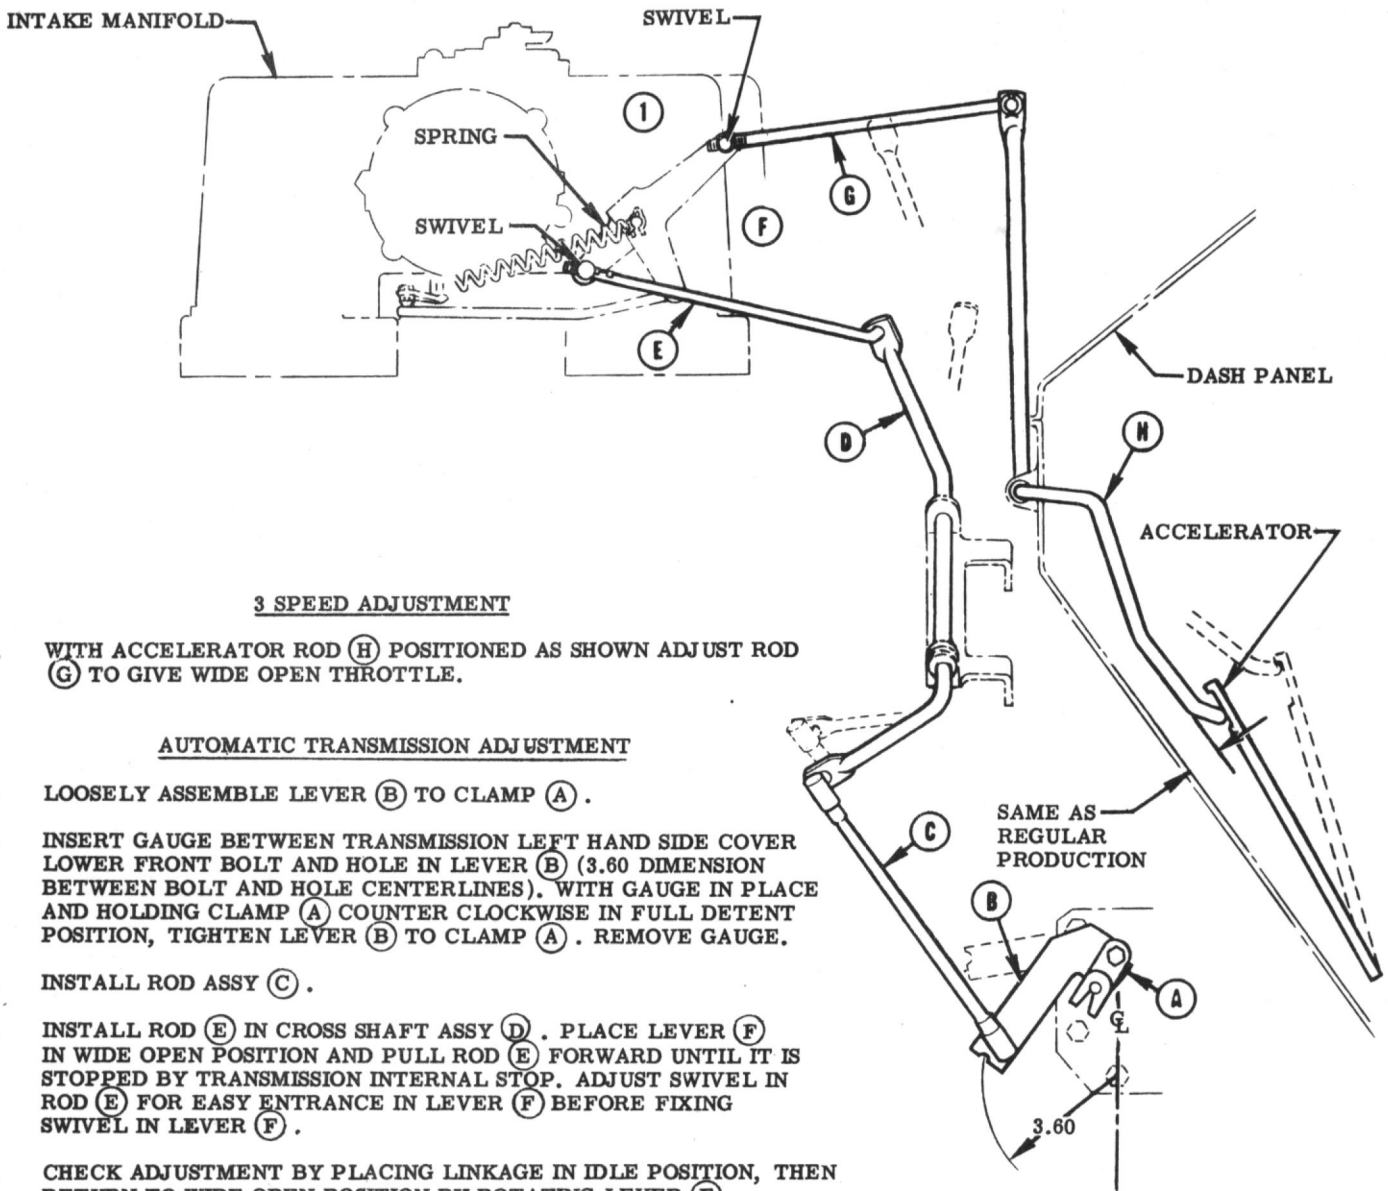 INTAKE MANIFOLD
SWIVEL
1
SPRING
G
SWIVEL
F
E
DASH PANEL
D
H
ACCELERATOR
3 SPEED ADJUSTMENT
WITH ACCELERATOR ROD (H) POSITIONED AS SHOWN ADJUST ROD
(G) TO GIVE WIDE OPEN THROTTLE.
AUTOMATIC TRANSMISSION ADJUSTMENT
LOOSELY ASSEMBLE LEVER (B) TO CLAMP (A).
SAME AS
REGULAR
PRODUCTION
C
INSERT GAUGE BETWEEN TRANSMISSION LEFT HAND SIDE COVER
LOWER FRONT BOLT AND HOLE IN LEVER (B) (3.60 DIMENSION
BETWEEN BOLT AND HOLE CENTERLINES). WITH GAUGE IN PLACE
AND HOLDING CLAMP (A) COUNTER CLOCKWISE IN FULL DETENT
POSITION, TIGHTEN LEVER (B) TO CLAMP (A). REMOVE GAUGE.
B
A
CL
INSTALL ROD ASSY (C).
INSTALL ROD (E) IN CROSS SHAFT ASSY (D). PLACE LEVER (F)
IN WIDE OPEN POSITION AND PULL ROD (E) FORWARD UNTIL IT IS
STOPPED BY TRANSMISSION INTERNAL STOP. ADJUST SWIVEL IN
ROD (E) FOR EASY ENTRANCE IN LEVER (F) BEFORE FIXING
SWIVEL IN LEVER (F).
3.60
CHECK ADJUSTMENT BY PLACING LINKAGE IN IDLE POSITION, THEN